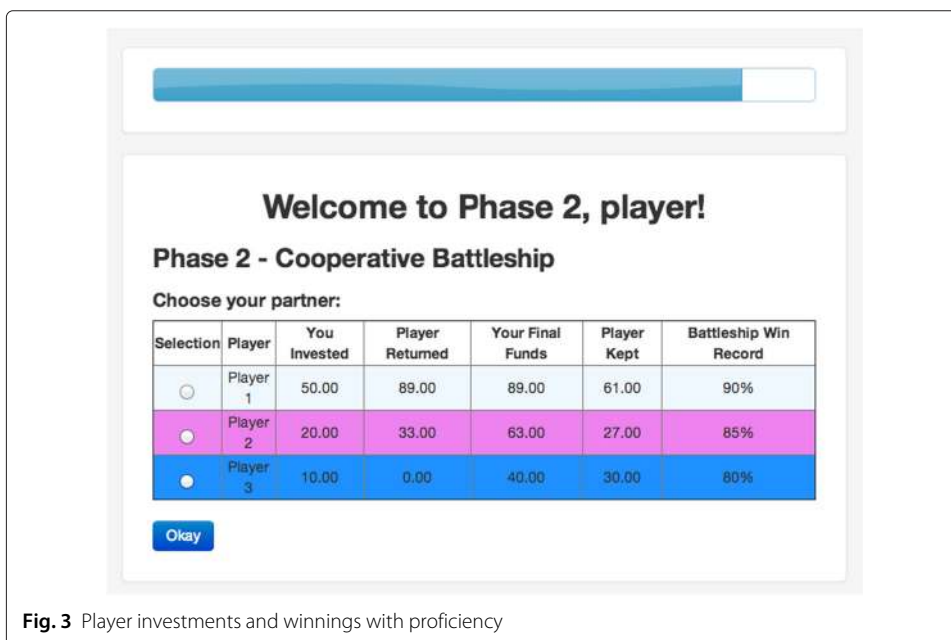 Welcome to Phase 2, player!
Phase 2 - Cooperative Battleship
Choose your partner:
Selection Player You Invested Player Returned Your Final Funds Player Kept Battleship Win Record
Player 1 50.00 89.00 89.00 61.00 90%
Player 2 20.00 33.00 63.00 27.00 85%
Player 3 10.00 0.00 40.00 30.00 80%
Okay
Fig. 3 Player investments and winnings with proficiency